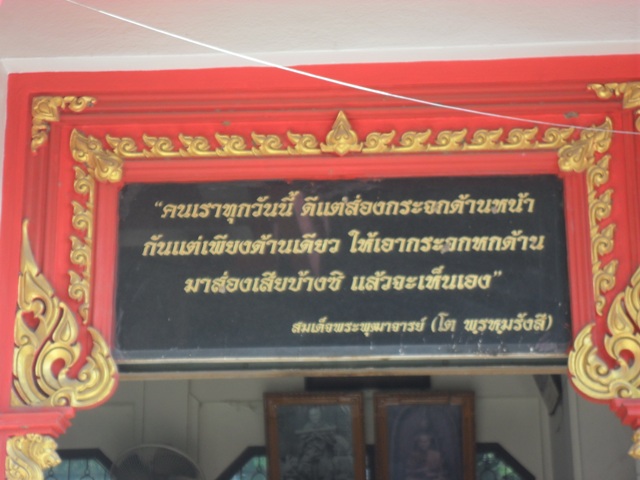 “คนเราทุกวันนี้ ดีแต่ส่องกระจกด้านหน้า
กันแต่เพียงด้านเดียว ให้เอากระจกหกด้าน
มาส่องเสียบ้างซิ แล้วจะเห็นเอง”
สมเด็จพระพุฒาจารย์ (โต พฺรหฺมรังสี)